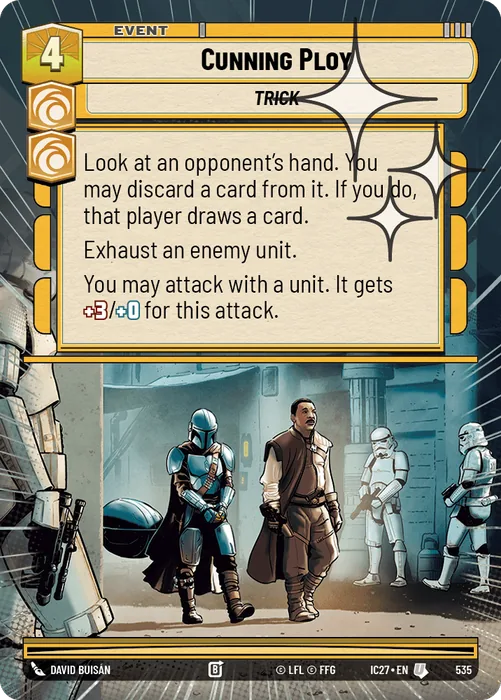 EVENT
4
CUNNING PLOY
TRICK
Look at an opponent's hand. You
may discard a card from it. If you do,
that player draws a card.
Exhaust an enemy unit.
You may attack with a unit. It gets
+3/+0 for this attack.
DAVID BUISÁN
B
© LFL © FFG
IC27 • EN
535